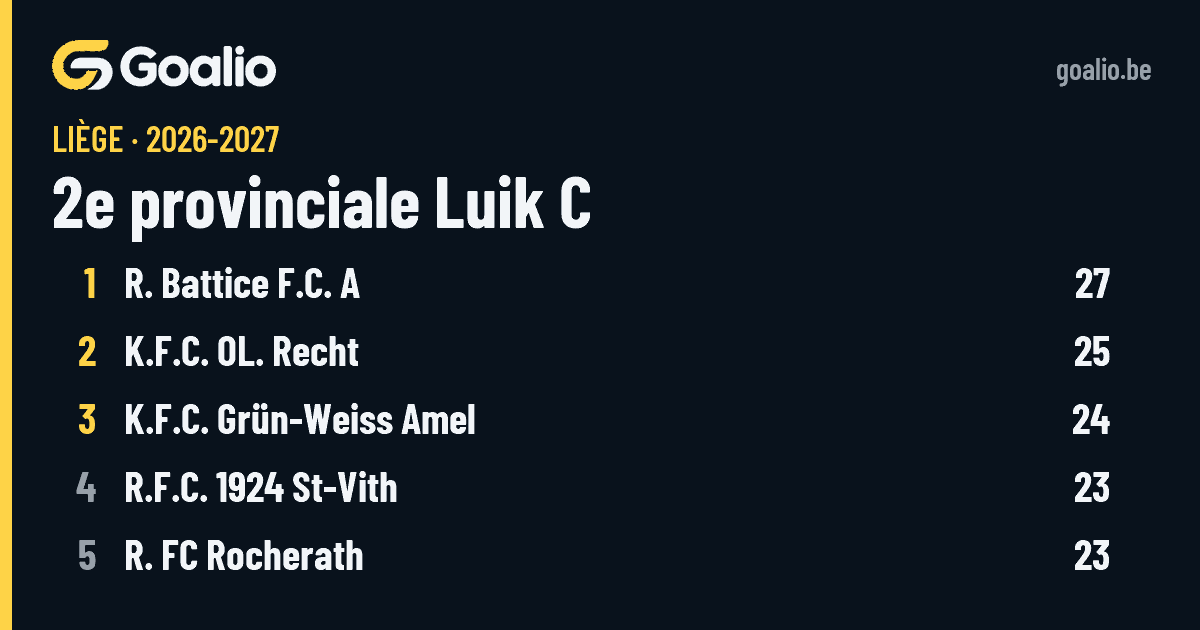 Goalio
goalio.be
LIÈGE · 2026-2027
2e provinciale Luik C
1 R. Battice F.C. A 27
2 K.F.C. OL. Recht 25
3 K.F.C. Grün-Weiss Amel 24
4 R.F.C. 1924 St-Vith 23
5 R. FC Rocherath 23